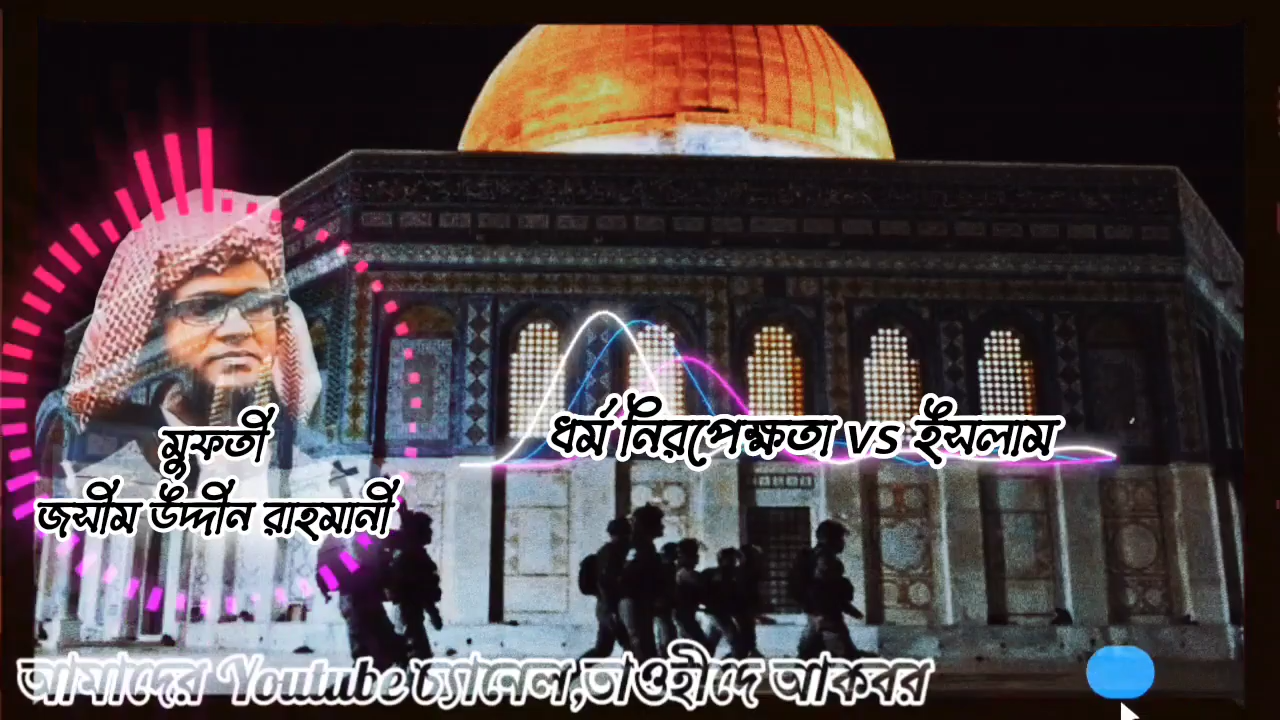 মুফতী
জসীম উদ্দীন রাহমানী
ধর্ম নিরপেক্ষতা vs ইসলাম
আমাদের Youtube চ্যানেল,তাওহীদে আকবর